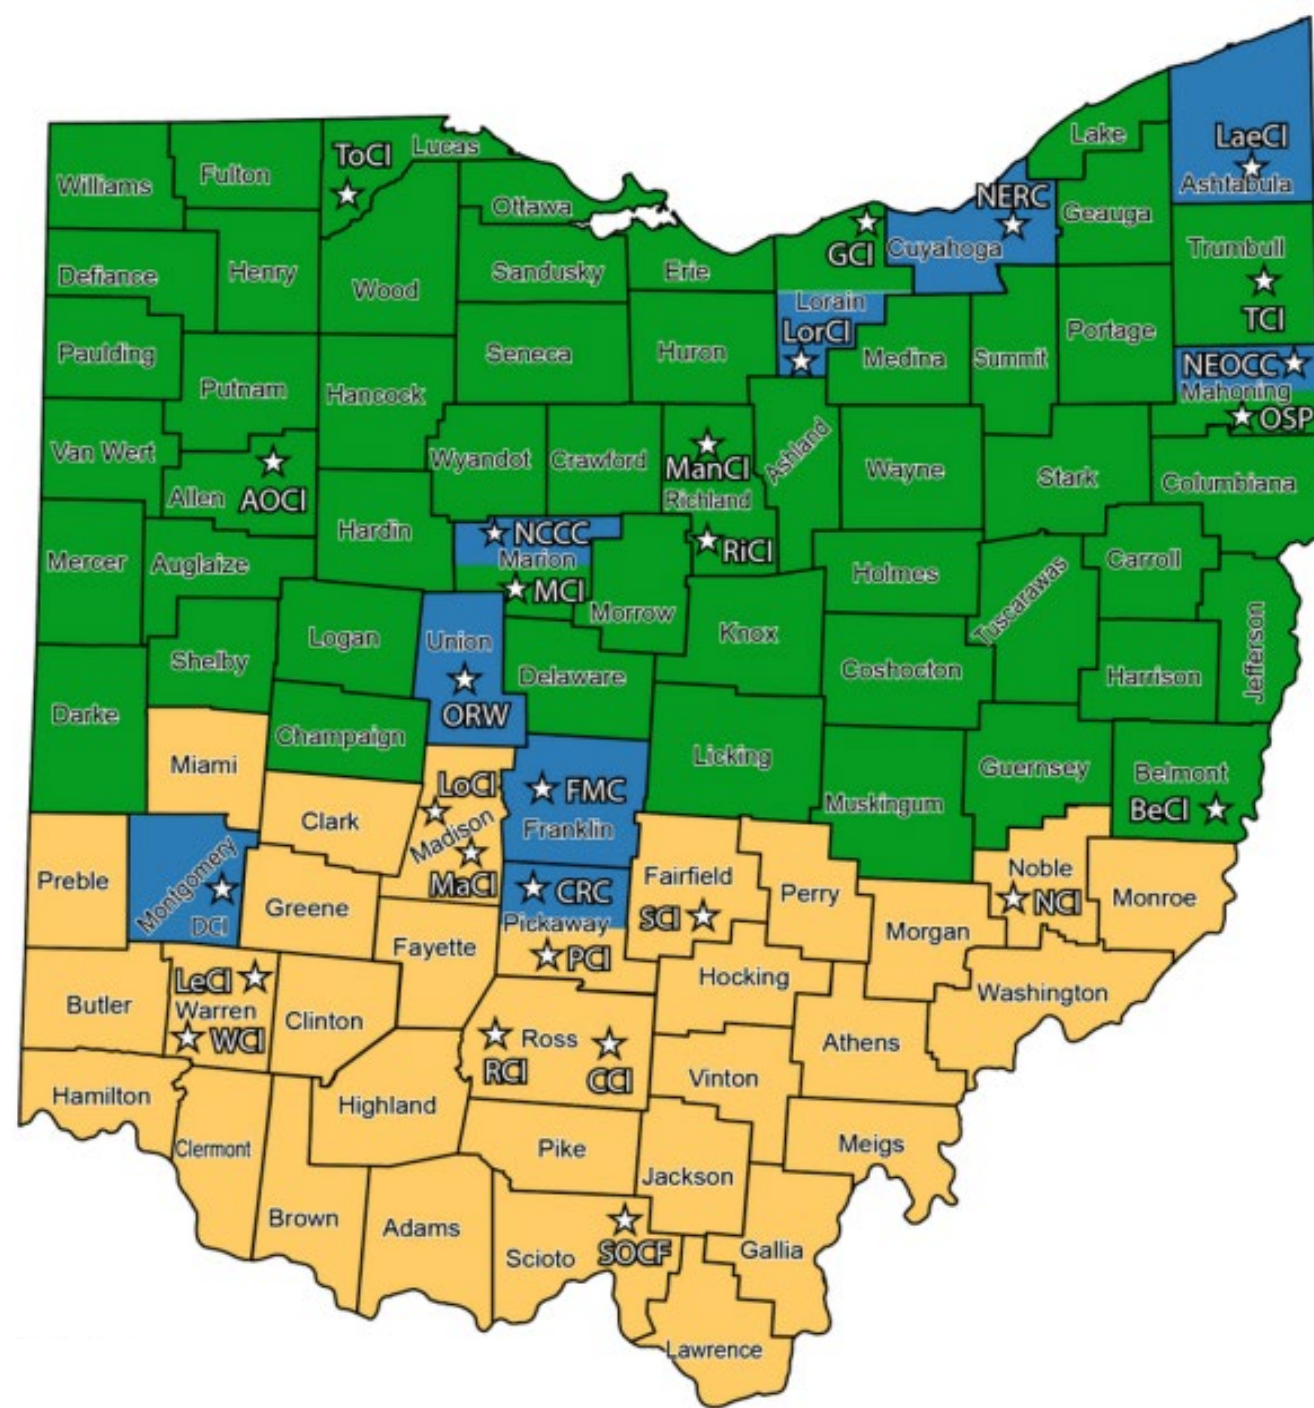 LaeCI
Ashtabula
Lake
NERC
Geauga
Cuyahoga
ToCI
Lucas
Williams
Fulton
Ottawa
GCI
Trumbull
TCI
Defiance
Henry
Wood
Sandusky
Erie
Lorain
LorCI
Medina
Summit
Portage
NEOCC
Mahoning
OSP
Paulding
Putnam
Hancock
Seneca
Huron
Van Wert
Allen
AOCI
Wyandot
Crawford
ManCI
Richland
RiCI
Ashland
Wayne
Stark
Columbiana
Hardin
NCCC
Marion
MCI
Mercer
Auglaize
Morrow
Holmes
Tuscarawas
Carroll
Jefferson
Logan
Union
ORW
Knox
Shelby
Delaware
Coshocton
Harrison
Darke
Champaign
Licking
Muskingum
Guernsey
Belmont
BeCI
Miami
Clark
LoCI
Madison
MaCI
FMC
Franklin
Preble
Montgomery
DCI
Greene
CRC
Pickaway
PCI
Fairfield
SCI
Perry
Noble
NCI
Monroe
Fayette
Morgan
LeCI
Warren
WCI
Butler
Clinton
Hocking
Washington
Ross
RCI
CCI
Athens
Hamilton
Highland
Vinton
Clermont
Pike
Meigs
Jackson
Brown
Adams
Scioto
SOCF
Gallia
Lawrence